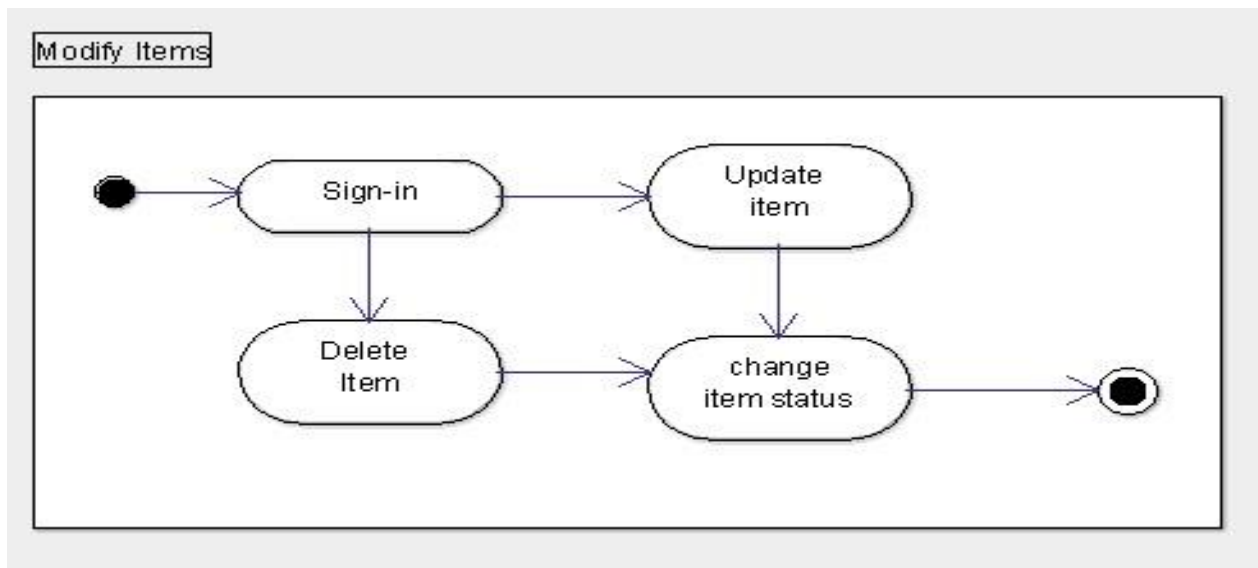 Modify Items
Sign-in
Update
item
Delete
Item
change
item status